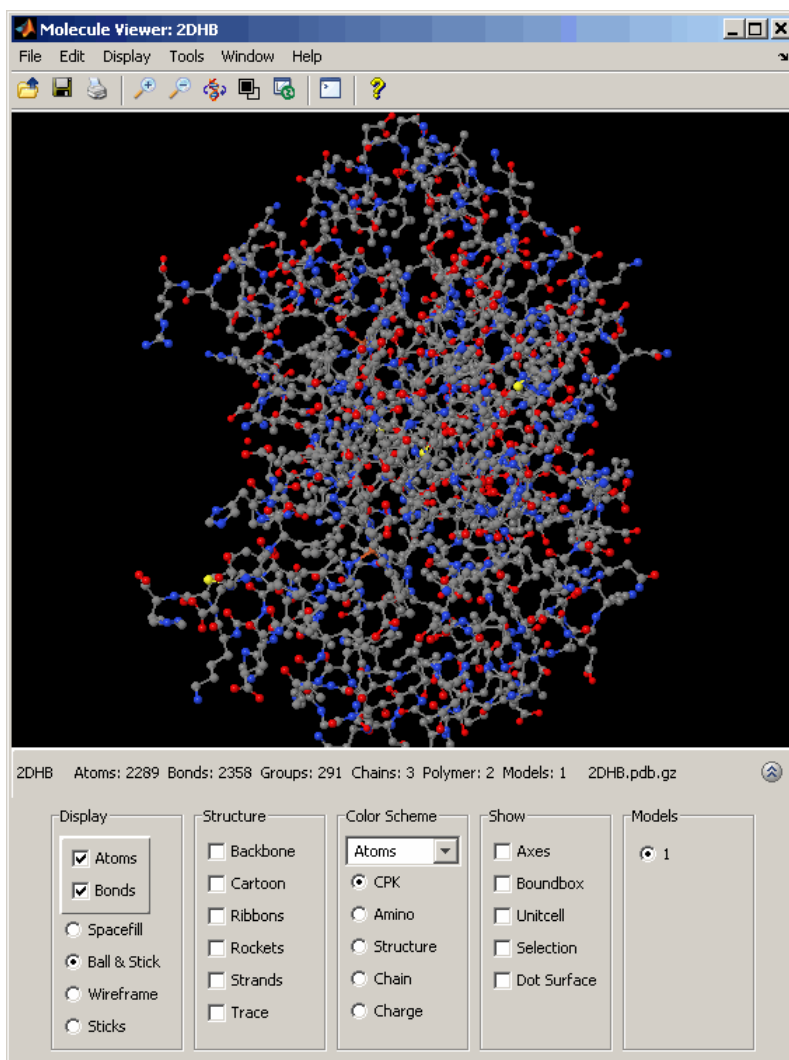 Molecule Viewer: 2DHB
File Edit Display Tools Window Help
2DHB Atoms: 2289 Bonds: 2358 Groups: 291 Chains: 3 Polymer: 2 Models: 1 2DHB.pdb.gz
Display Structure Color Scheme Show Models
Atoms Backbone Atoms Axes 1
Bonds Cartoon CPK Boundbox
Spacefill Ribbons Amino Unitcell
Ball & Stick Rockets Structure Selection
Wireframe Strands Chain Dot Surface
Sticks Trace Charge